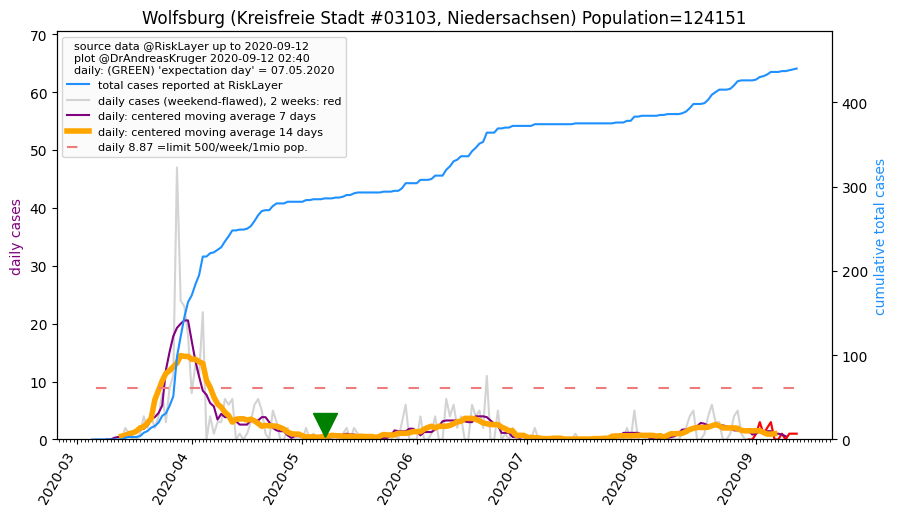 Wolfsburg (Kreisfreie Stadt #03103, Niedersachsen) Population=124151
source data @RiskLayer up to 2020-09-12
plot @DrAndreasKruger 2020-09-12 02:40
daily: (GREEN) 'expectation day' = 07.05.2020
total cases reported at RiskLayer
daily cases (weekend-flawed), 2 weeks: red
daily: centered moving average 7 days
daily: centered moving average 14 days
daily 8.87 =limit 500/week/1mio pop.
daily cases
70
60
50
40
30
20
10
0
cumulative total cases
400
300
200
100
0
2020-03
2020-04
2020-05
2020-06
2020-07
2020-08
2020-09